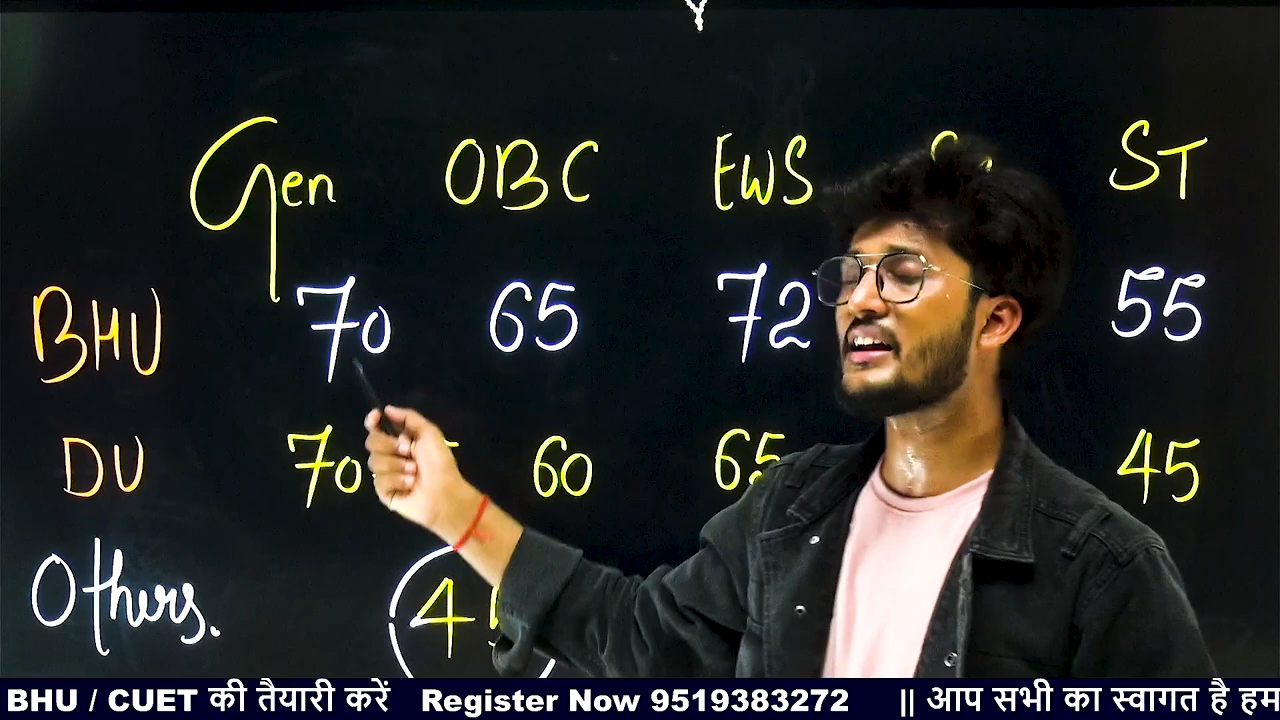 Gen OBC EWS ST
BHU 70 65 72 55
DU 70 60 65 45
Others.
BHU / CUET की तैयारी करें Register Now 9519383272 || आप सभी का स्वागत है हम